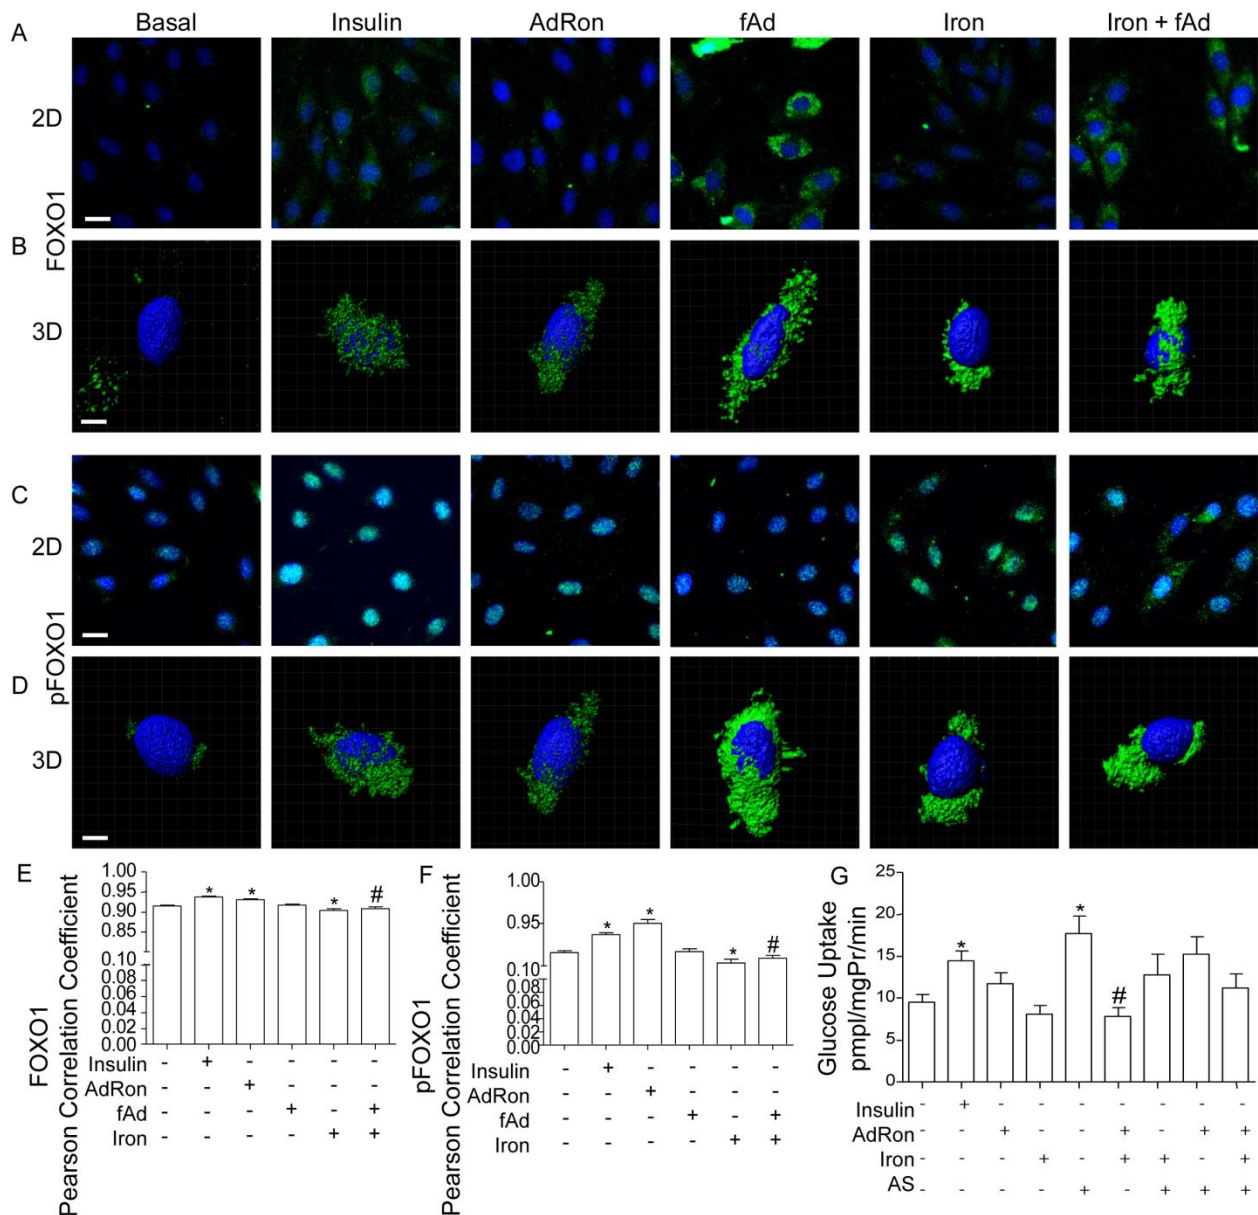 Basal Insulin AdRon fAd Iron Iron + fAd
A
2D
FOXO1
B
3D
C
2D
pFOXO1
D
3D
E
FOXO1
Pearson Correlation Coefficient
1.00
0.95
0.90
0.85
0.10
0.08
0.06
0.04
0.02
0.00
* * * #
Insulin - + - - - -
AdRon - - + - - -
fAd - - - + - +
Iron - - - - + +
F
pFOXO1
Pearson Correlation Coefficient
1.00
0.95
0.10
0.08
0.06
0.04
0.02
0.00
* * * #
Insulin - + - - - -
AdRon - - + - - -
fAd - - - + - +
Iron - - - - + +
G
Glucose Uptake
pmpl/mgPr/min
25
20
15
10
5
0
* * #
Insulin - + - - - - - - -
AdRon - - + - - + - + +
Iron - - - + - + + - +
AS - - - - + - + + +